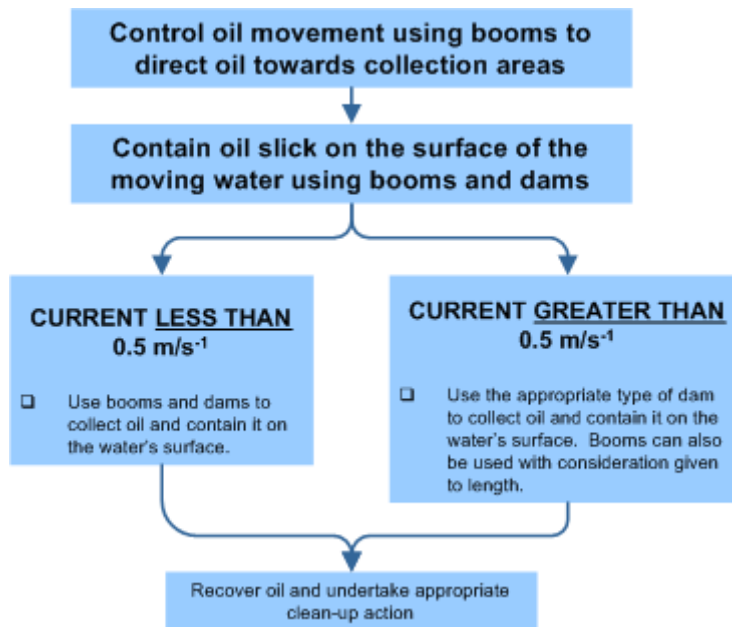 Control oil movement using booms to
direct oil towards collection areas
Contain oil slick on the surface of the
moving water using booms and dams
CURRENT LESS THAN
0.5 m/s⁻¹
❑ Use booms and dams to
collect oil and contain it on
the water's surface.
CURRENT GREATER THAN
0.5 m/s⁻¹
❑ Use the appropriate type of dam
to collect oil and contain it on the
water's surface. Booms can also
be used with consideration given
to length.
Recover oil and undertake appropriate
clean-up action